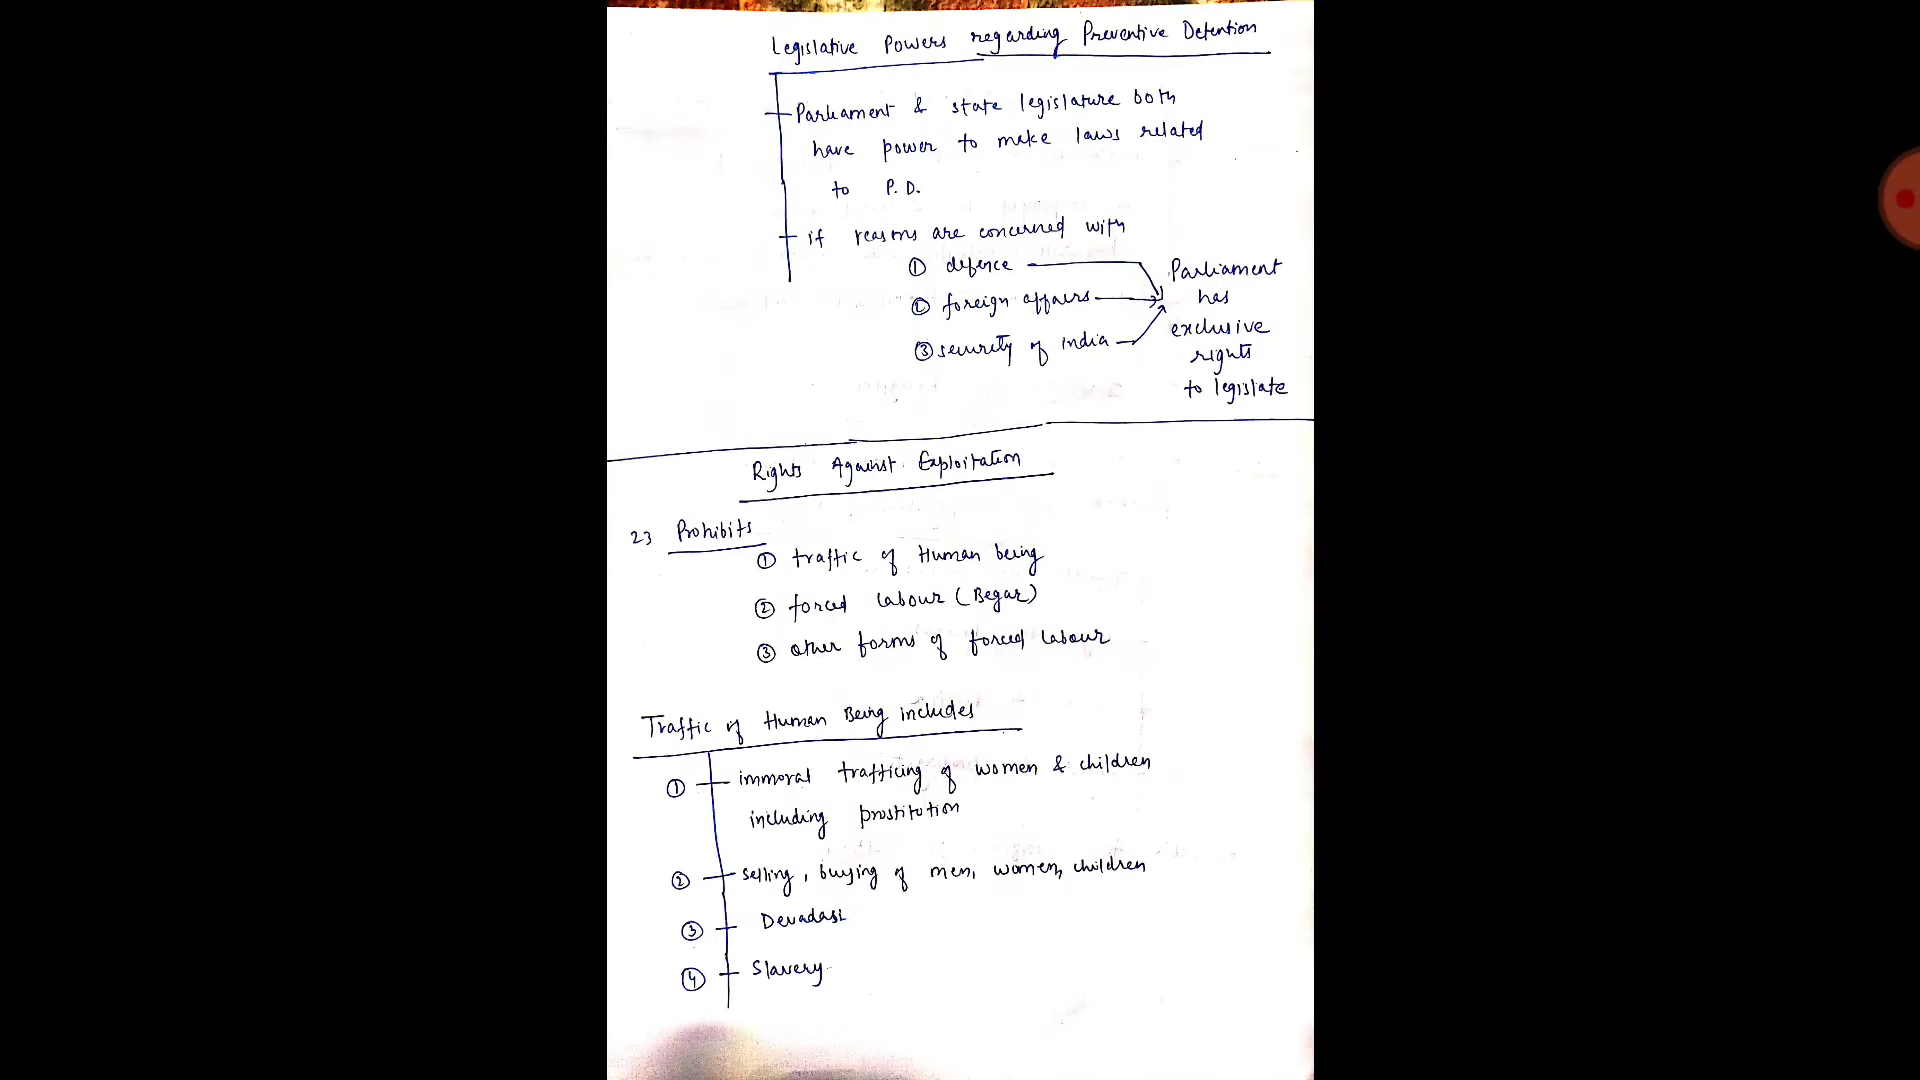 Legislative Powers regarding Preventive Detention
Parliament & state legislature both
have power to make laws related
to P.D.
if reasons are concerned with
① defence
② foreign affairs
③ security of india
Parliament
has
exclusive
rights
to legislate
Rights Against Exploitation
23 Prohibits
① traffic of Human being
② forced labour (Begar)
③ other forms of forced labour
Traffic of Human Being includes
① immoral trafficing of women & children
including prostitution
② selling, buying of men, women, children
③ Devadasi
④ Slavery